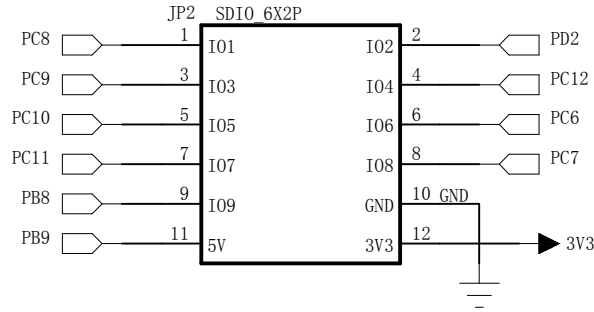 JP2 SDIO_6X2P
PC8 1 IO1 IO2 2 PD2
PC9 3 IO3 IO4 4 PC12
PC10 5 IO5 IO6 6 PC6
PC11 7 IO7 IO8 8 PC7
PB8 9 IO9 GND 10 GND
PB9 11 5V 3V3 12 3V3